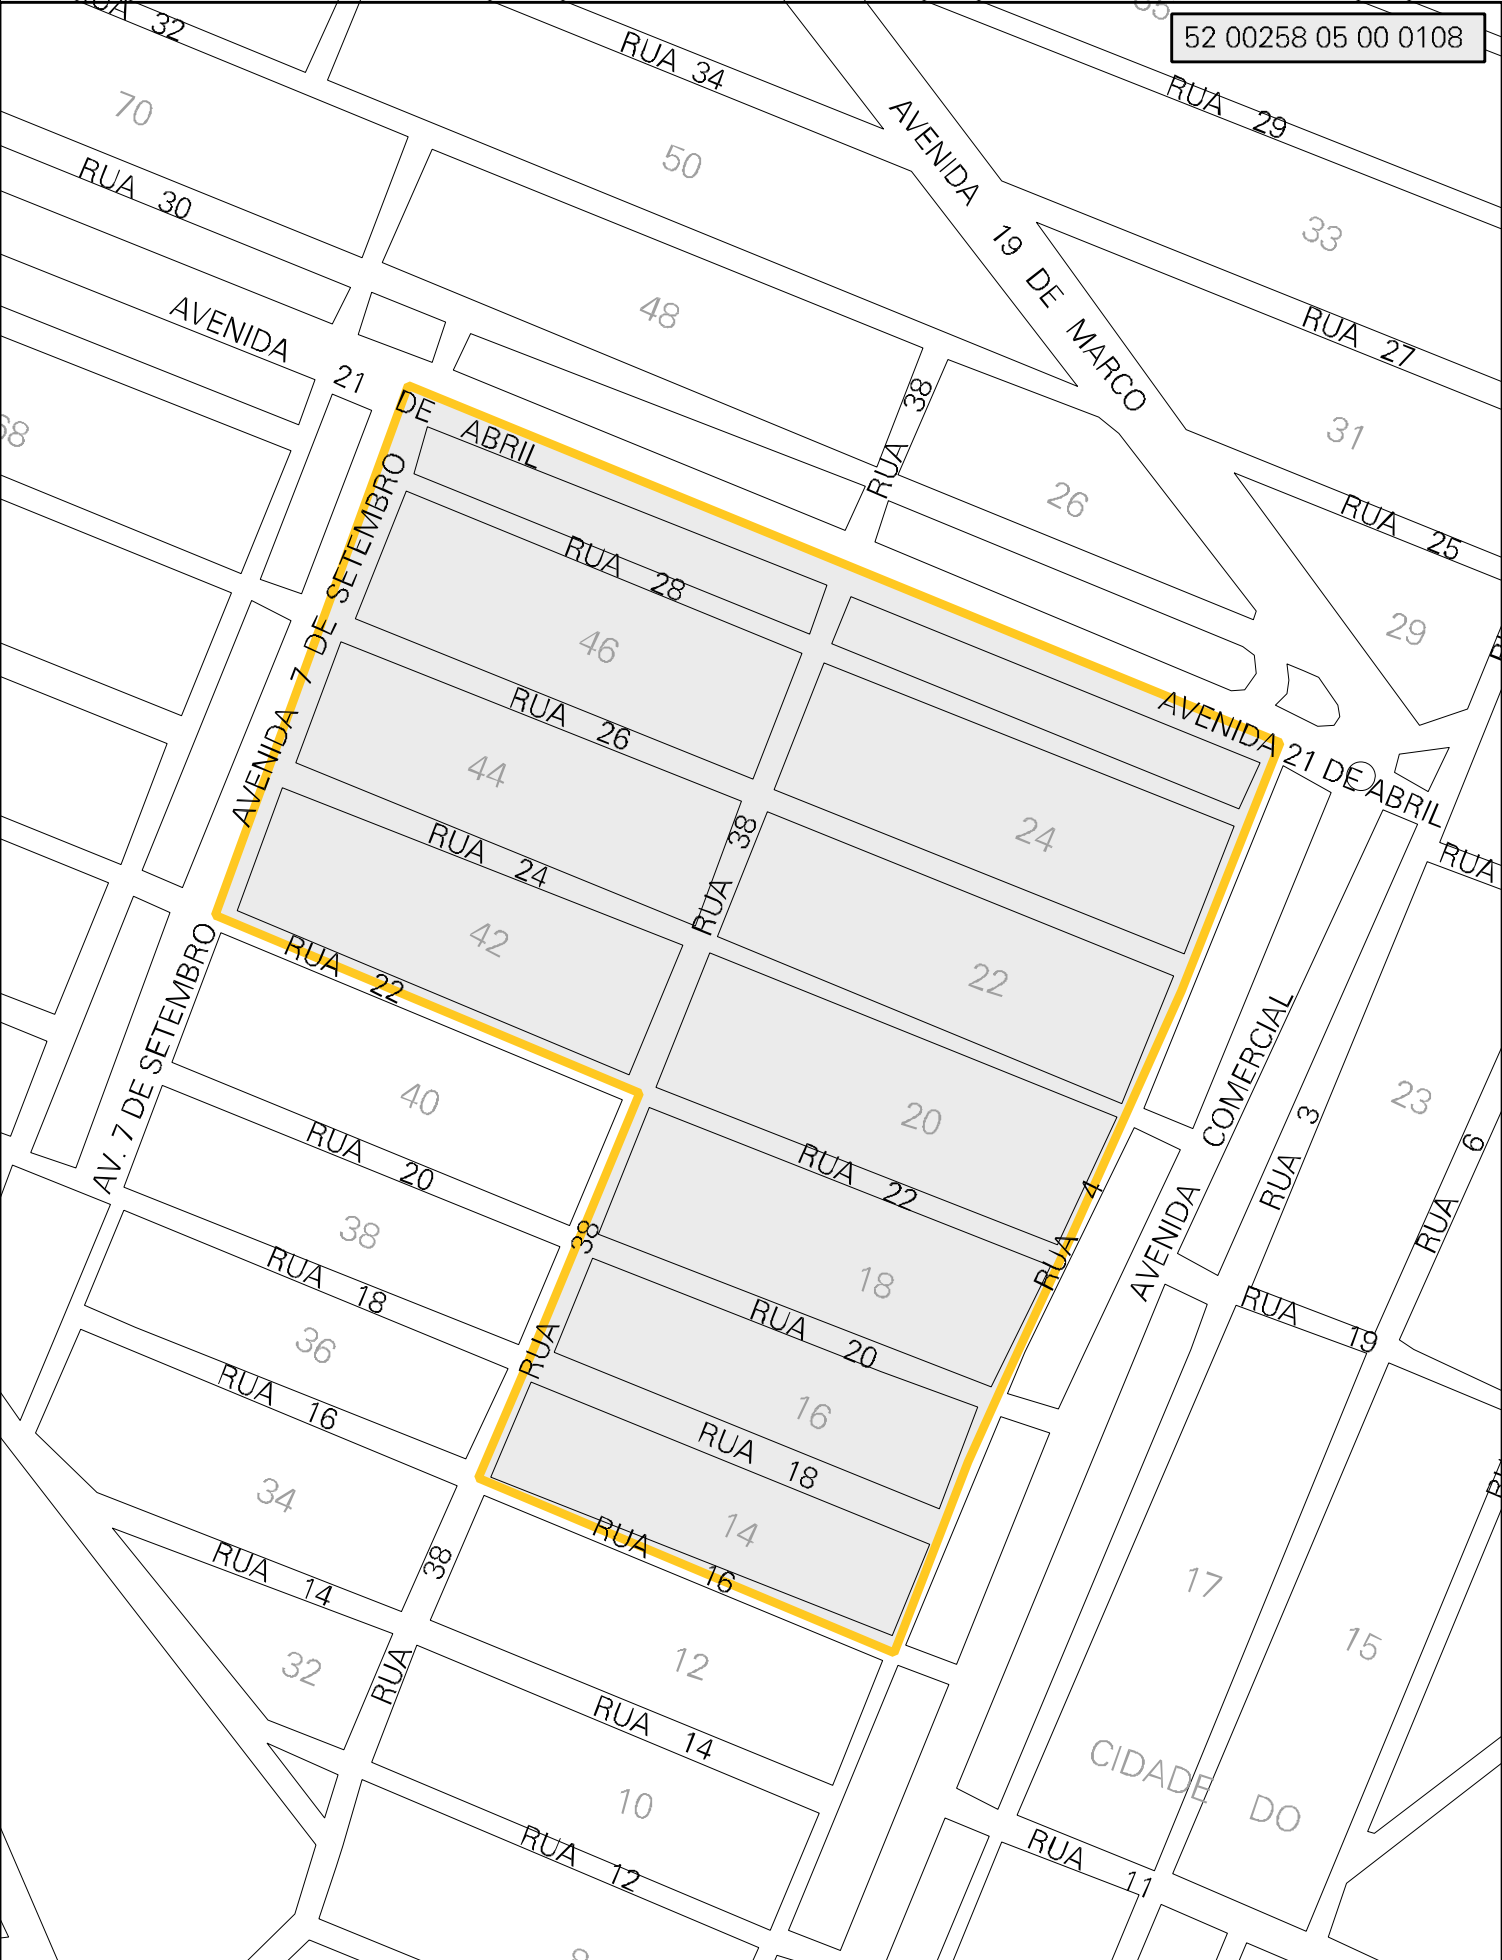 52 00258 05 00 0108
RUA 32
RUA 34
RUA 29
70
50
33
RUA 30
AVENIDA 19 DE MARCO
48
RUA 27
AVENIDA 21 DE ABRIL
RUA 38
31
68
26
RUA 25
AVENIDA 7 DE SETEMBRO
RUA 28
46
29
RUA 26
AVENIDA 21 DE ABRIL
44
24
RUA 38
RUA 24
RUA
42
22
RUA 22
AV. 7 DE SETEMBRO
40
20
23
AVENIDA COMERCIAL
RUA 3
RUA 6
RUA 20
RUA 22
RUA 4
38
18
RUA 38
RUA 18
RUA 20
RUA 19
36
RUA 16
16
RUA 18
34
14
RUA 16
RUA 14
RUA 38
17
32
12
15
RUA 14
CIDADE DO
10
RUA 12
RUA 11